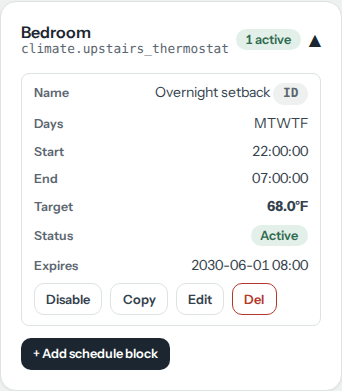 Bedroom
climate.upstairs_thermostat 1 active ▲
Name Overnight setback ID
Days MTWTF
Start 22:00:00
End 07:00:00
Target 68.0°F
Status Active
Expires 2030-06-01 08:00
Disable Copy Edit Del
+ Add schedule block